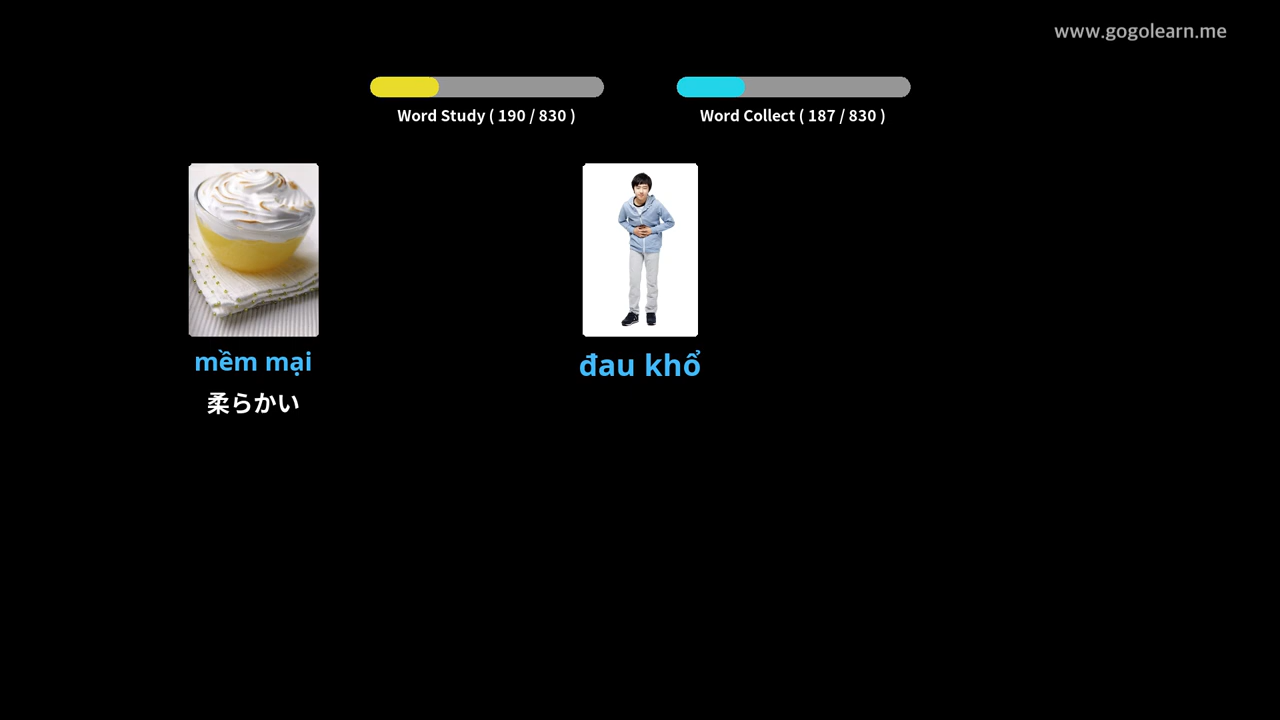 www.gogolearn.me
Word Study ( 190 / 830 )
Word Collect ( 187 / 830 )
mềm mại
柔らかい
đau khổ